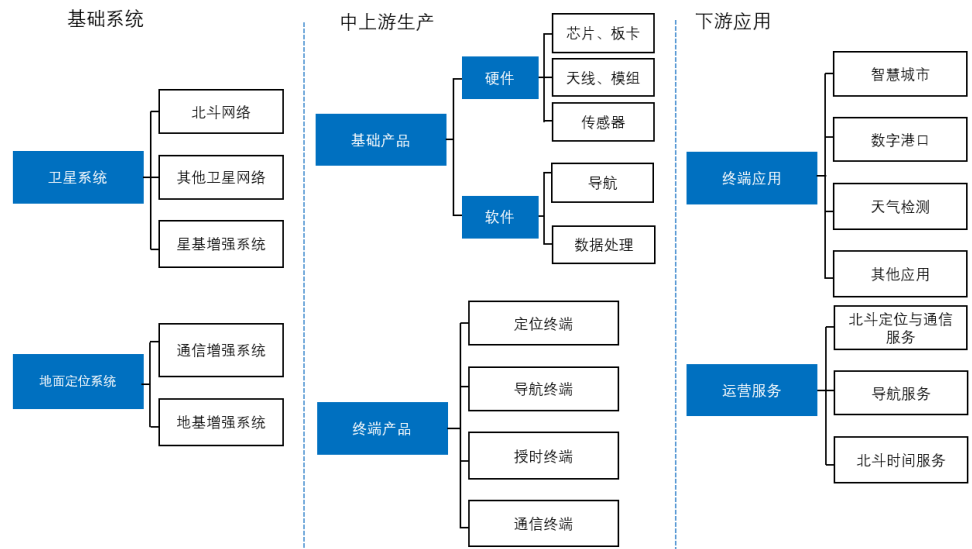 基础系统
卫星系统
北斗网络
其他卫星网络
星基增强系统
地面定位系统
通信增强系统
地基增强系统
中上游生产
基础产品
硬件
芯片、板卡
天线、模组
传感器
软件
导航
数据处理
终端产品
定位终端
导航终端
授时终端
通信终端
下游应用
终端应用
智慧城市
数字港口
天气检测
其他应用
运营服务
北斗定位与通信
服务
导航服务
北斗时间服务